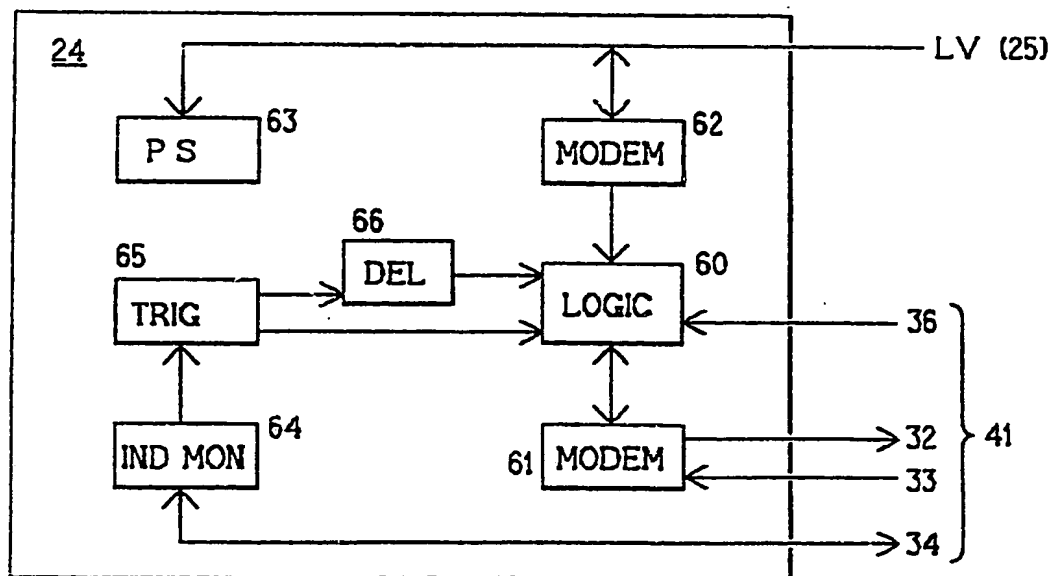 24
LV (25)
63
PS
62
MODEM
66
DEL
65
TRIG
60
LOGIC
36
64
IND MON
61
MODEM
32
33
41
34